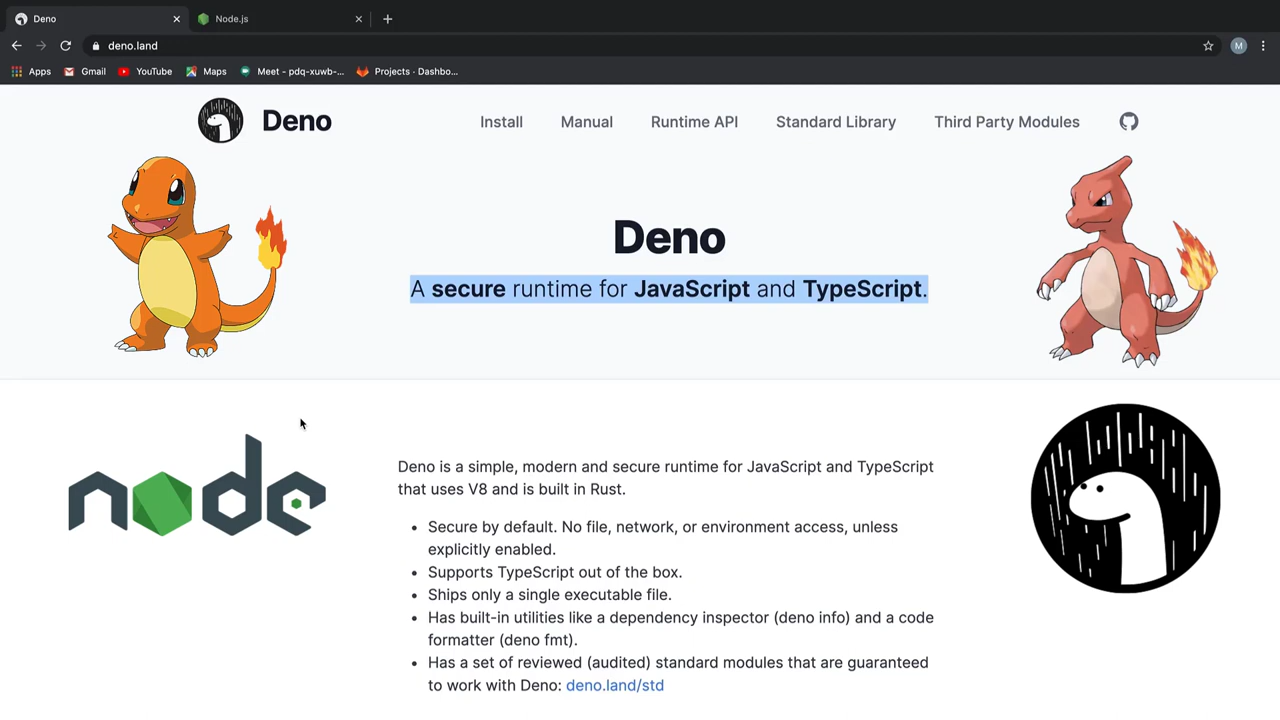 Deno
Node.js
deno.land
M
Apps
Gmail
YouTube
Maps
Meet - pdq-xuwb-...
Projects · Dashbo...
Deno
Install
Manual
Runtime API
Standard Library
Third Party Modules
Deno
A secure runtime for JavaScript and TypeScript.
node
Deno is a simple, modern and secure runtime for JavaScript and TypeScript
that uses V8 and is built in Rust.
• Secure by default. No file, network, or environment access, unless
explicitly enabled.
• Supports TypeScript out of the box.
• Ships only a single executable file.
• Has built-in utilities like a dependency inspector (deno info) and a code
formatter (deno fmt).
• Has a set of reviewed (audited) standard modules that are guaranteed
to work with Deno: deno.land/std